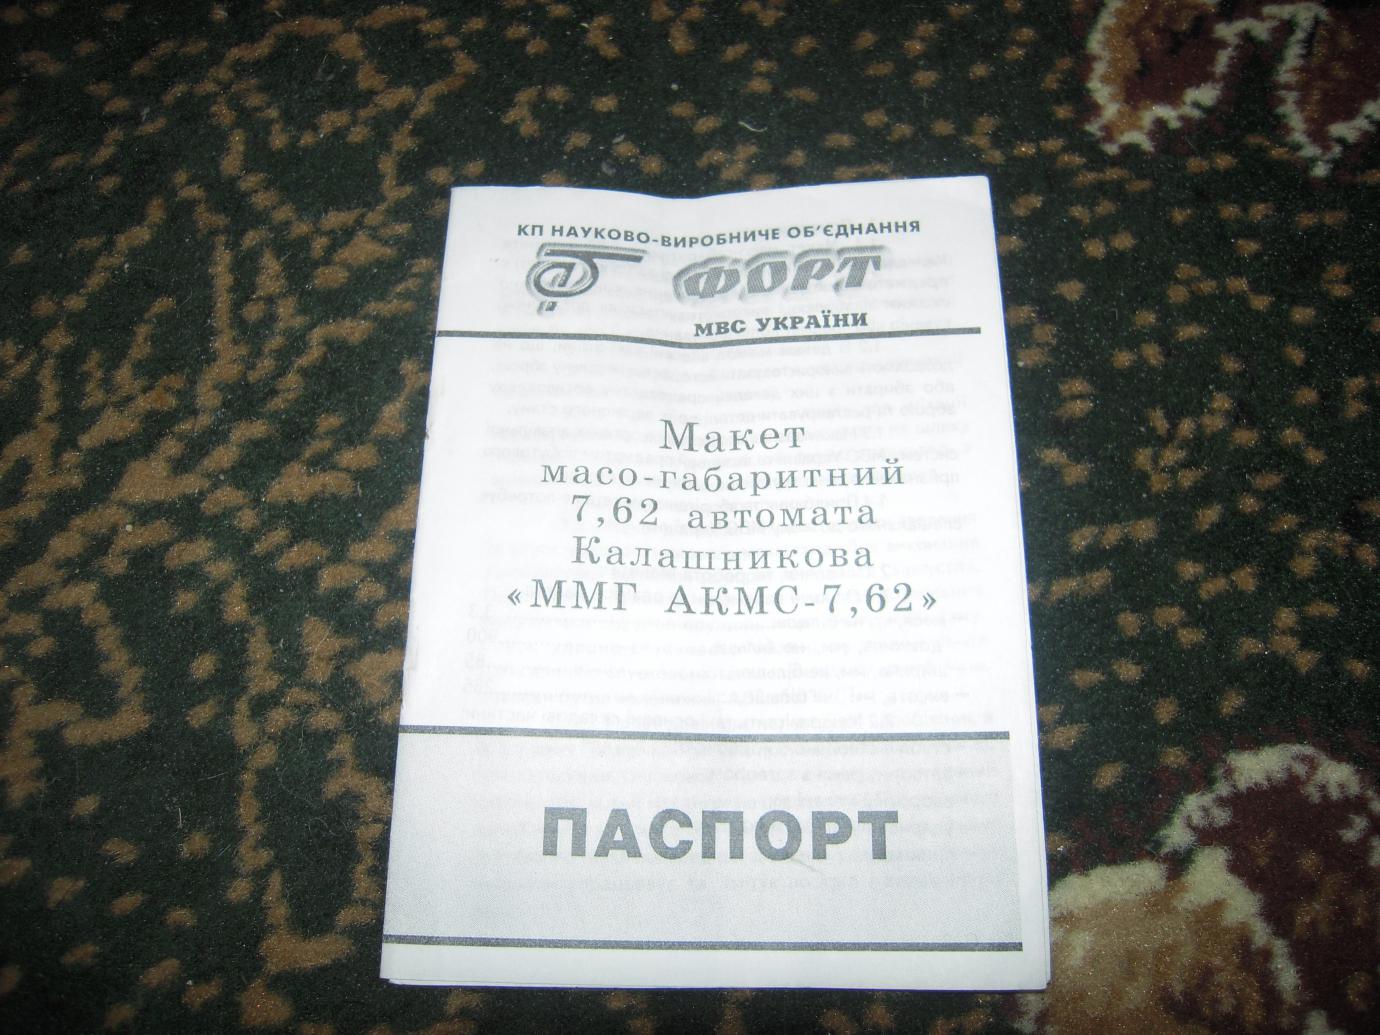 КП НАУКОВО-ВИРОБНИЧЕ ОБ'ЄДНАННЯ
ФОРТ
МВС УКРАЇНИ
Макет
масо-габаритний
7,62 автомата
Калашникова
«ММГ АКМС-7,62»
ПАСПОРТ